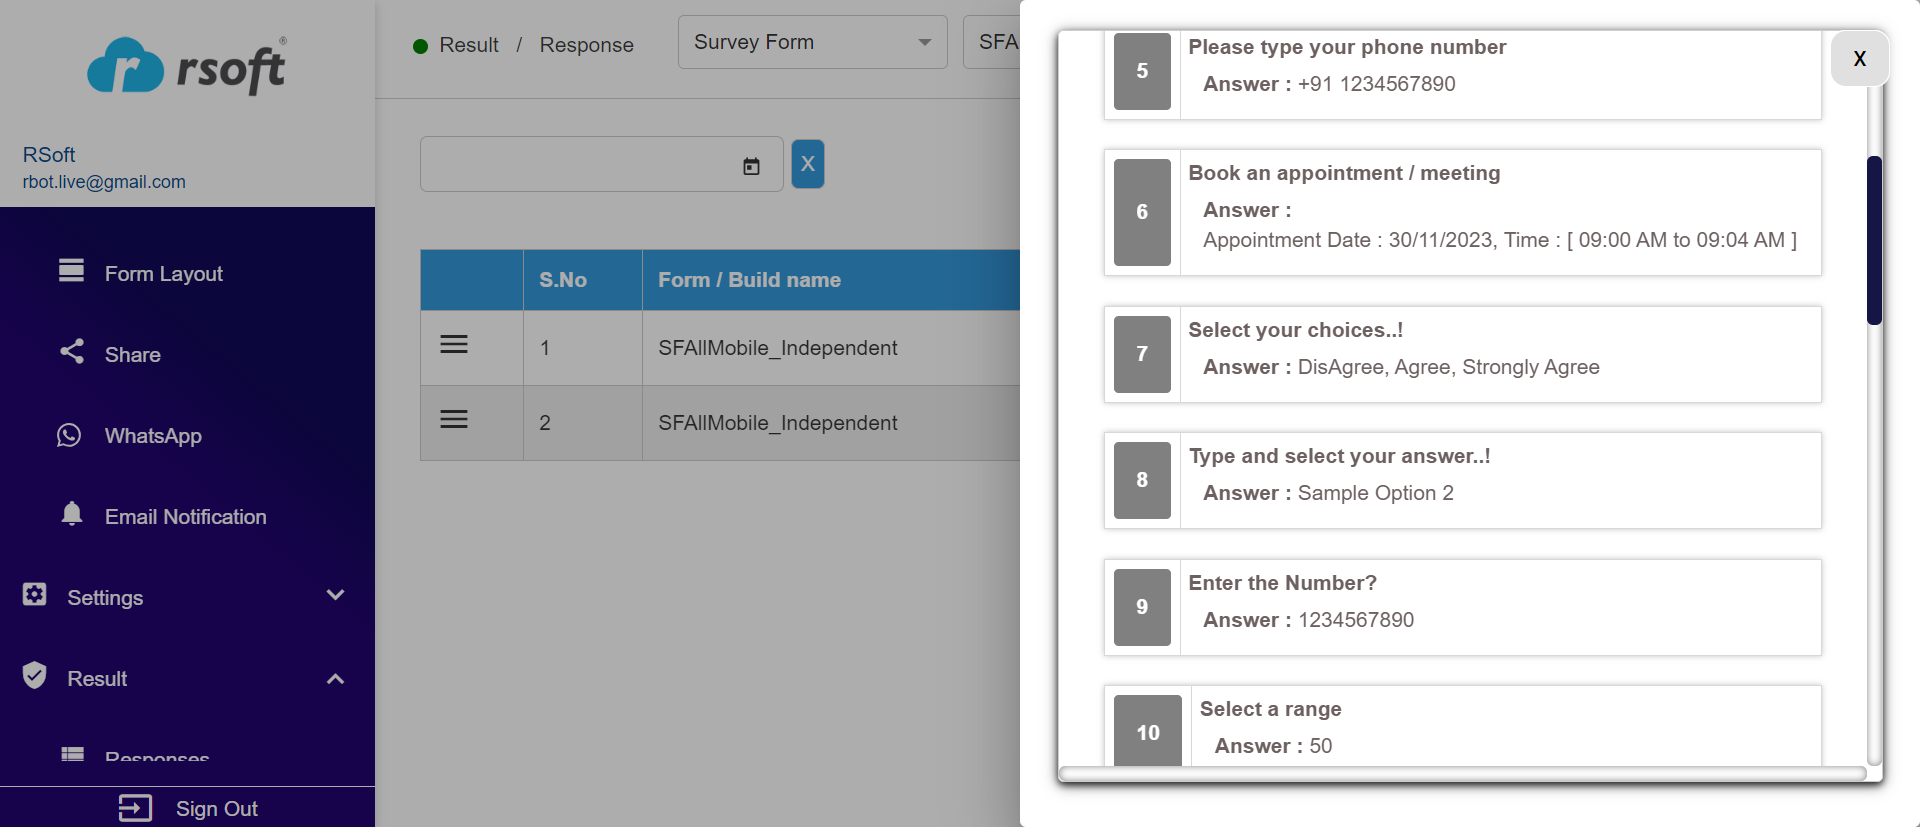 r rsoft®
RSoft
rbot.live@gmail.com
Form Layout
Share
WhatsApp
Email Notification
Settings
Result
Responses
Sign Out
Result / Response
Survey Form
SFA
X
S.No Form / Build name
1 SFAllMobile_Independent
2 SFAllMobile_Independent
X
5 Please type your phone number
Answer : +91 1234567890
6 Book an appointment / meeting
Answer :
Appointment Date : 30/11/2023, Time : [ 09:00 AM to 09:04 AM ]
7 Select your choices..!
Answer : DisAgree, Agree, Strongly Agree
8 Type and select your answer..!
Answer : Sample Option 2
9 Enter the Number?
Answer : 1234567890
10 Select a range
Answer : 50